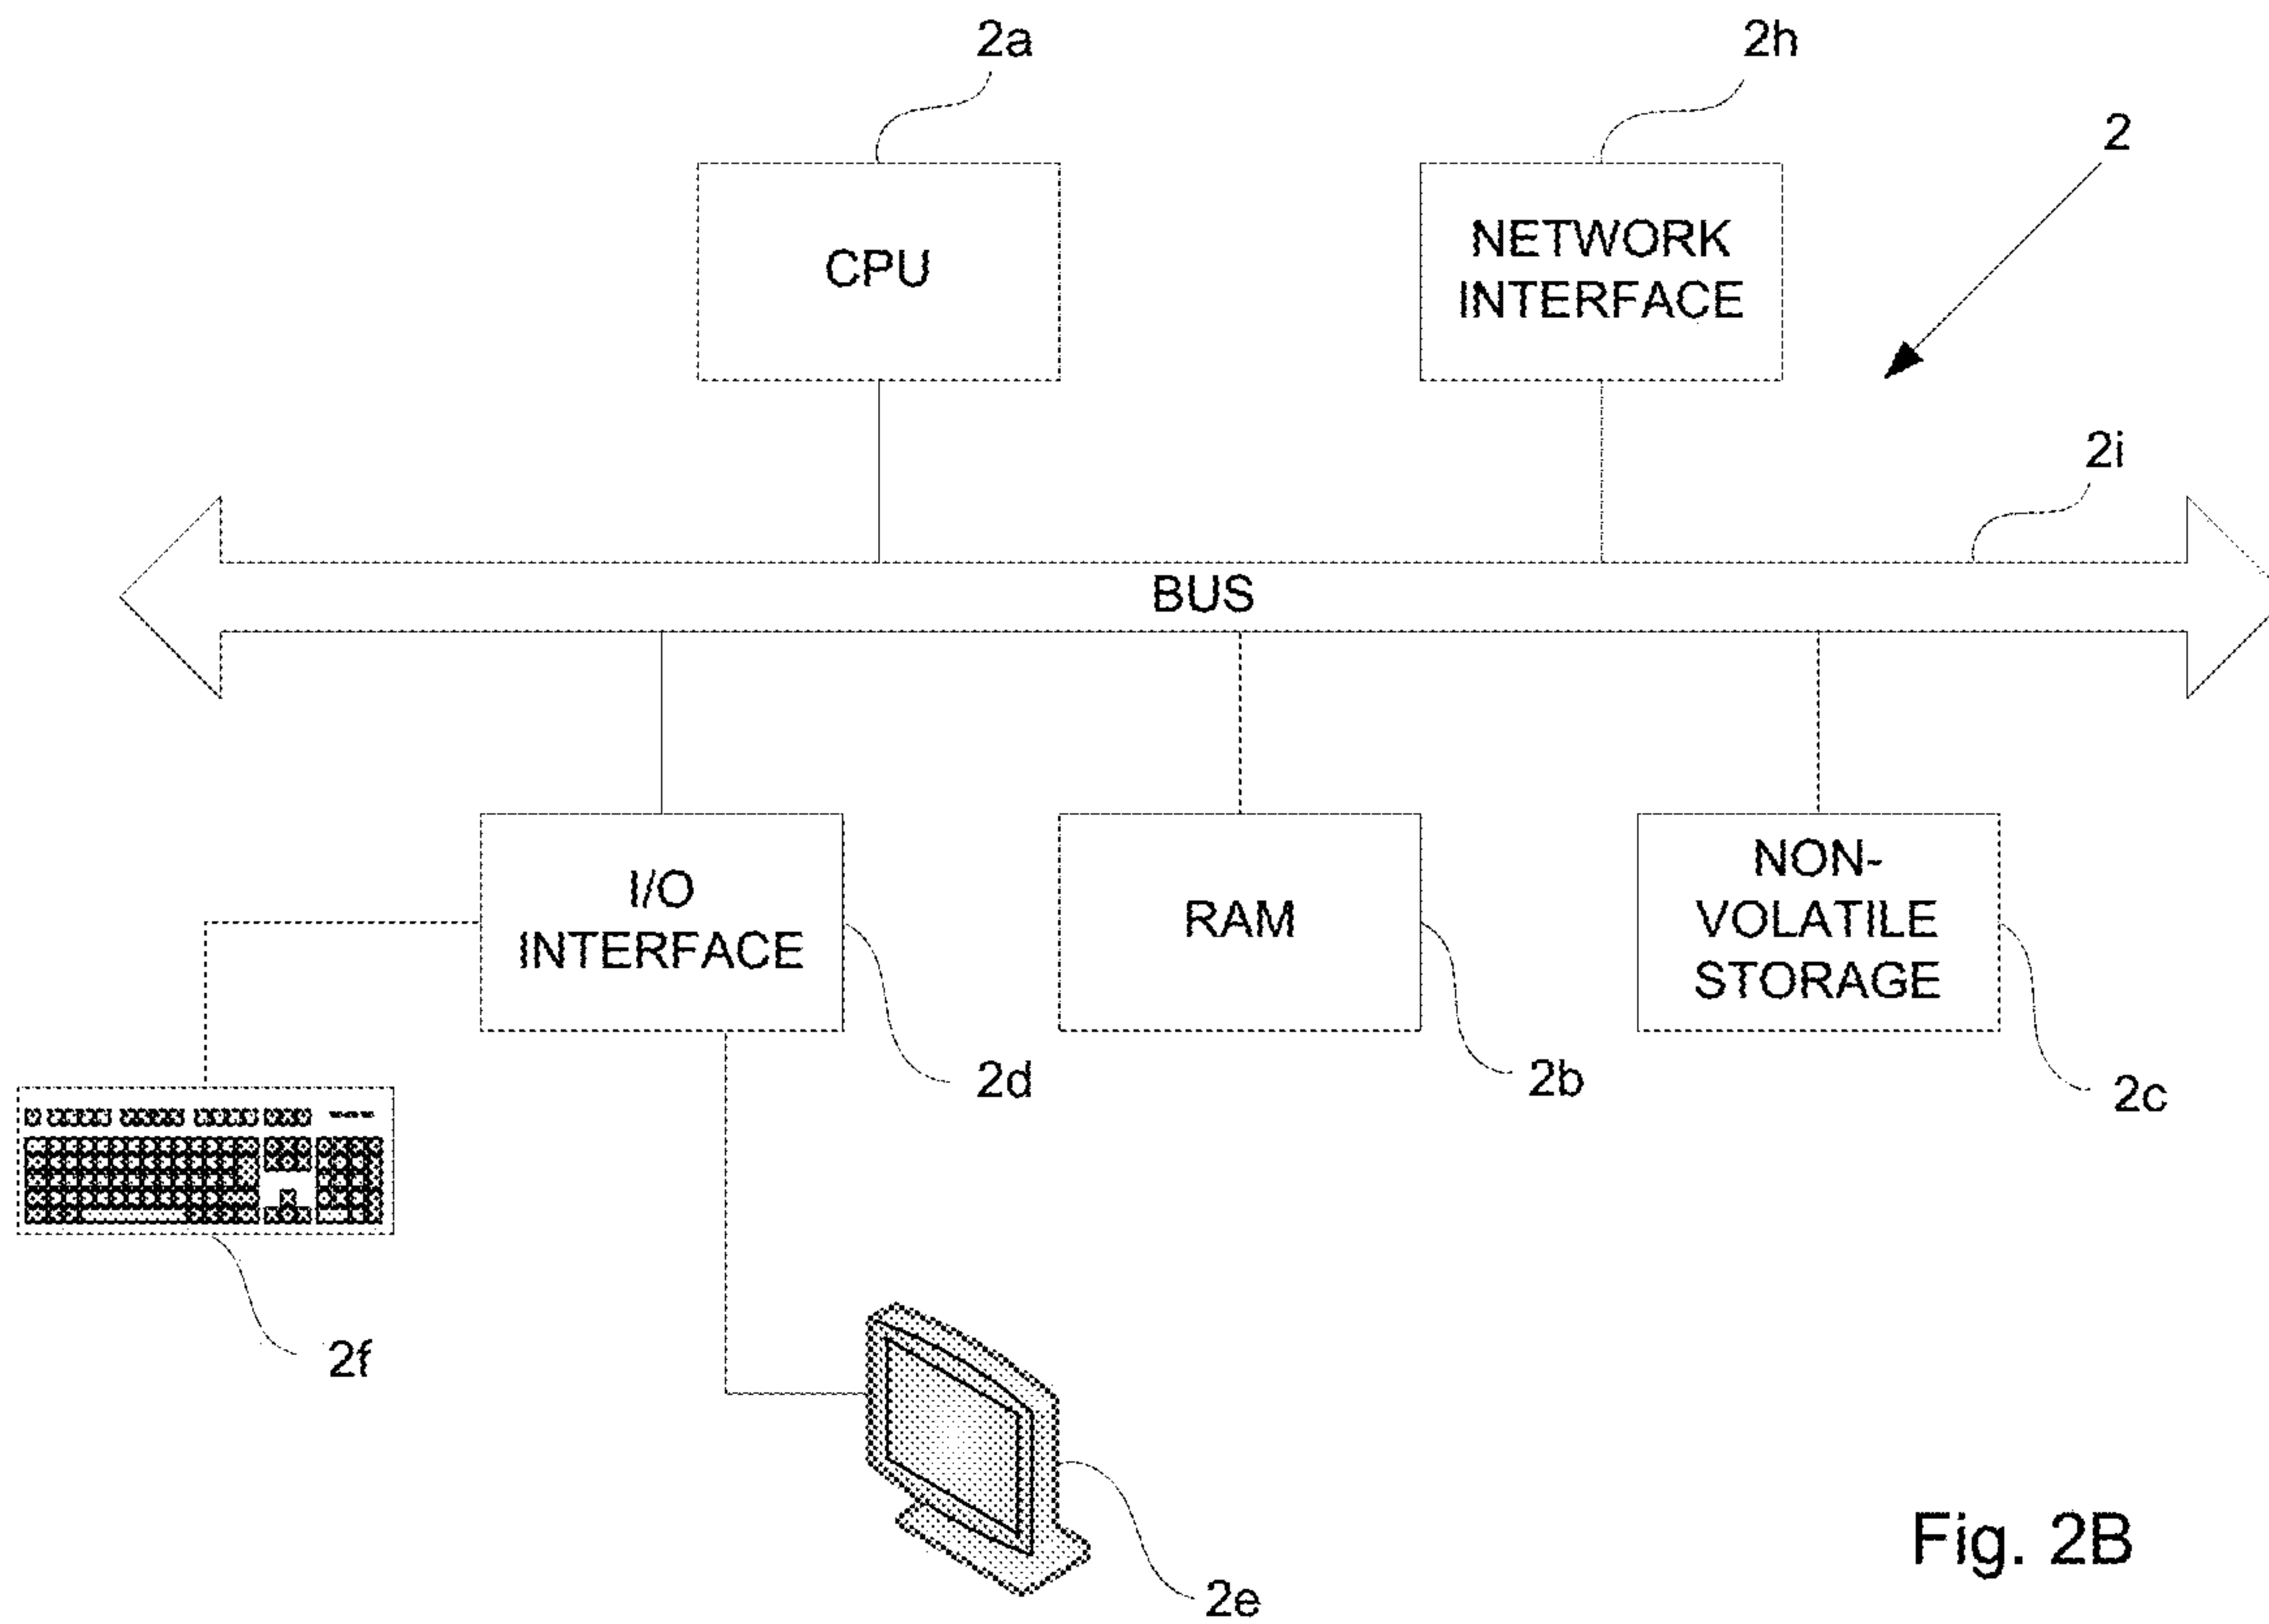 2a
2h
2
CPU
NETWORK
INTERFACE
2i
BUS
I/O
INTERFACE
RAM
NON-
VOLATILE
STORAGE
2d
2b
2c
2f
2e
Fig. 2B